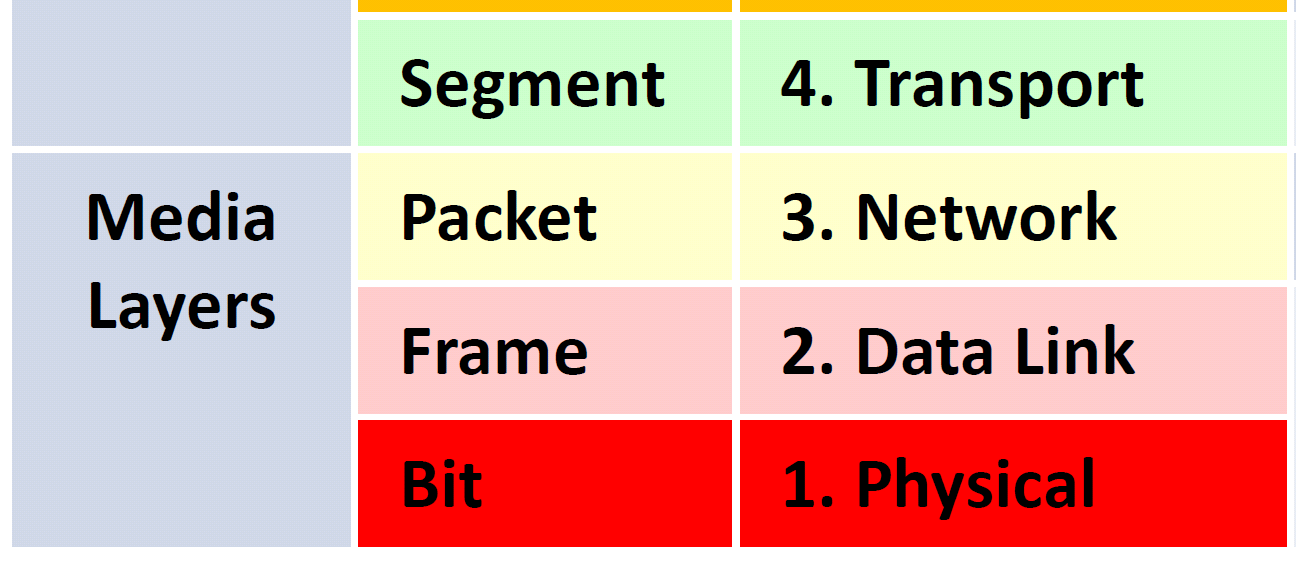 Segment 4. Transport
Media Layers
Packet 3. Network
Frame 2. Data Link
Bit 1. Physical